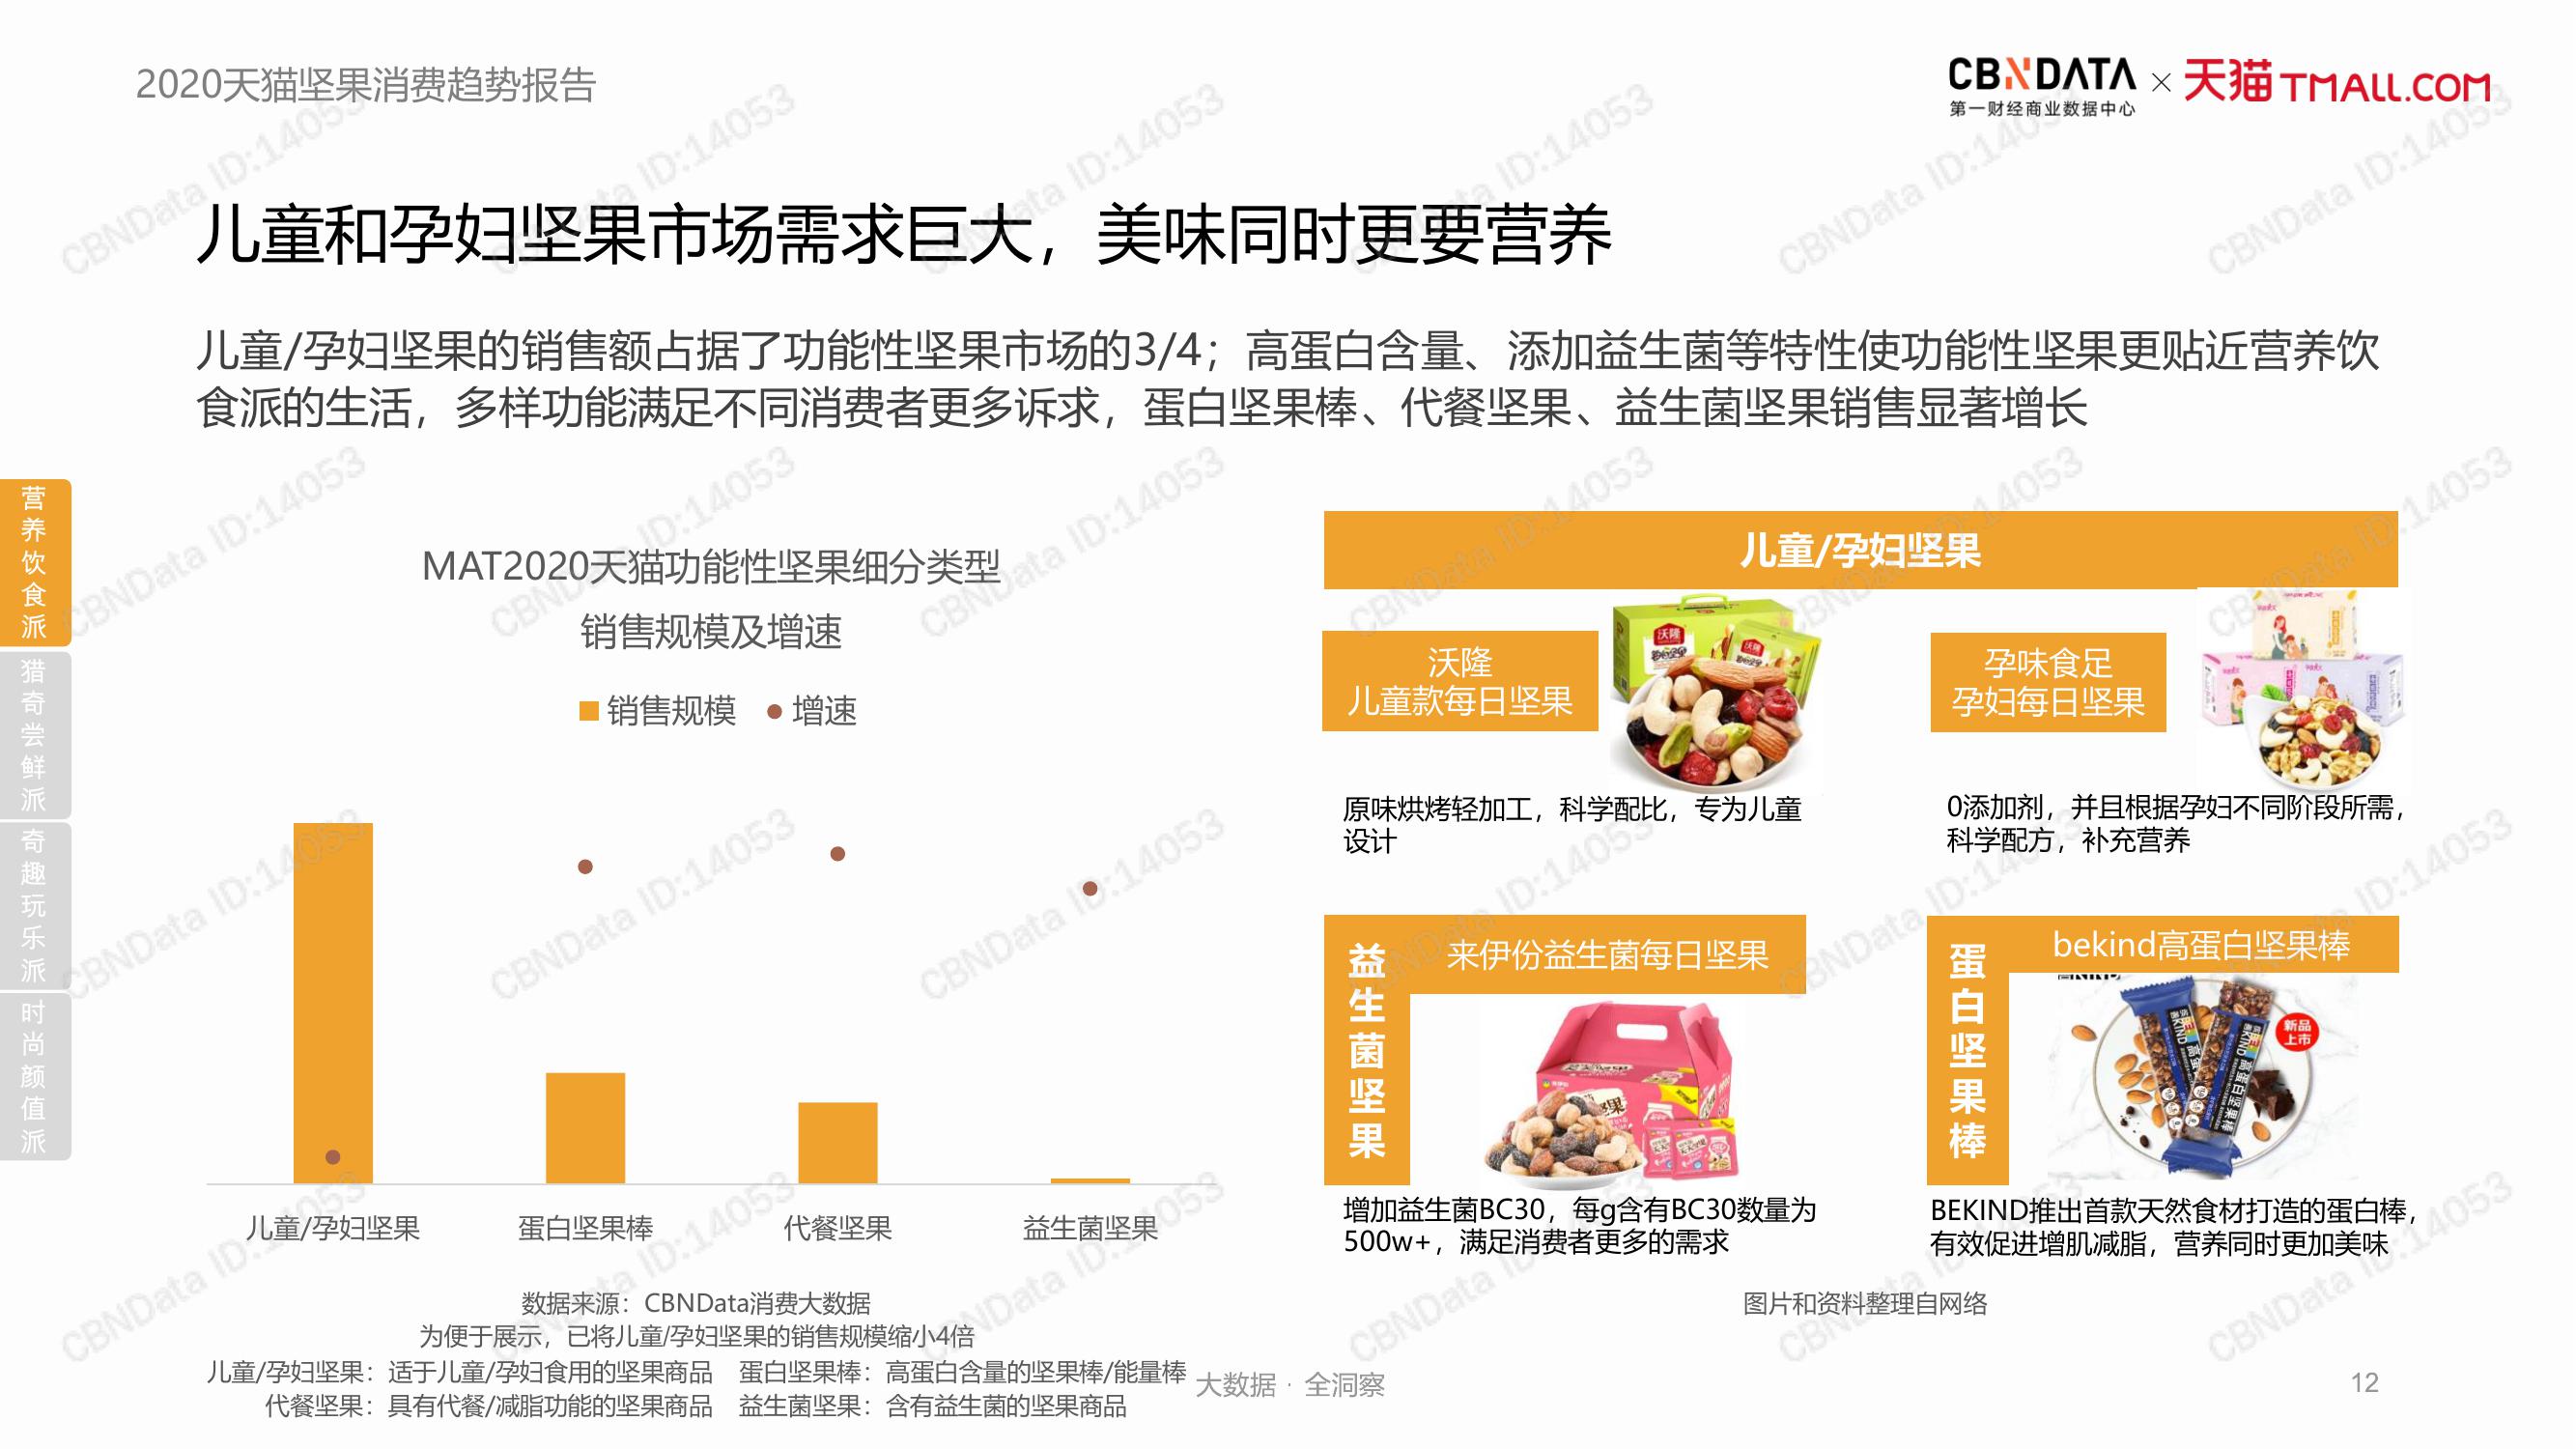 2020天猫坚果消费趋势报告
CBNDATA
第一财经商业数据中心
×
天猫 TMALL.COM
儿童和孕妇坚果市场需求巨大，美味同时更要营养
儿童/孕妇坚果的销售额占据了功能性坚果市场的3/4；高蛋白含量、添加益生菌等特性使功能性坚果更贴近营养饮
食派的生活，多样功能满足不同消费者更多诉求，蛋白坚果棒、代餐坚果、益生菌坚果销售显著增长
营养饮食派
猎奇尝鲜派
奇趣玩乐派
时尚颜值派
MAT2020天猫功能性坚果细分类型
销售规模及增速
销售规模 增速
儿童/孕妇坚果 蛋白坚果棒 代餐坚果 益生菌坚果
数据来源：CBNData消费大数据
为便于展示，已将儿童/孕妇坚果的销售规模缩小4倍
儿童/孕妇坚果：适于儿童/孕妇食用的坚果商品 蛋白坚果棒：高蛋白含量的坚果棒/能量棒
代餐坚果：具有代餐/减脂功能的坚果商品 益生菌坚果：含有益生菌的坚果商品
儿童/孕妇坚果
沃隆
儿童款每日坚果
沃隆
沃隆
原味烘烤轻加工，科学配比，专为儿童
设计
孕味食足
孕妇每日坚果
0添加剂，并且根据孕妇不同阶段所需，
科学配方，补充营养
益生菌坚果
来伊份益生菌每日坚果
增加益生菌BC30，每g含有BC30数量为
500w+，满足消费者更多的需求
蛋白坚果棒
bekind高蛋白坚果棒
新品
上市
KIND
高蛋白坚果棒
BEKIND推出首款天然食材打造的蛋白棒，
有效促进增肌减脂，营养同时更加美味
图片和资料整理自网络
大数据 · 全洞察
12
CBNData ID:14053